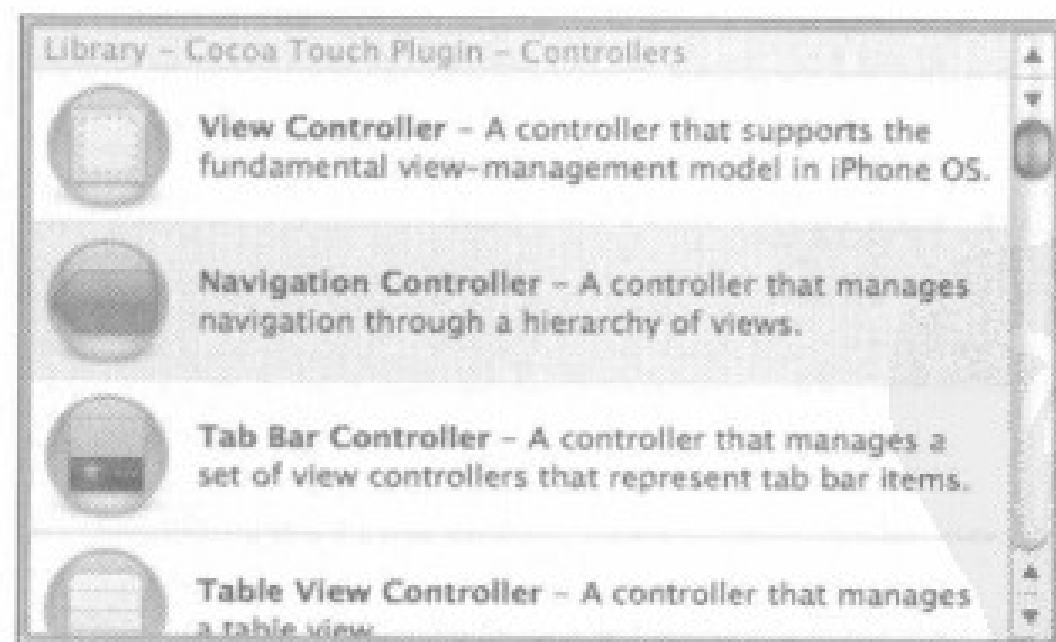 Library – Cocoa Touch Plugin – Controllers
View Controller – A controller that supports the
fundamental view-management model in iPhone OS.
Navigation Controller – A controller that manages
navigation through a hierarchy of views.
Tab Bar Controller – A controller that manages a
set of view controllers that represent tab bar items.
Table View Controller – A controller that manages
a table view